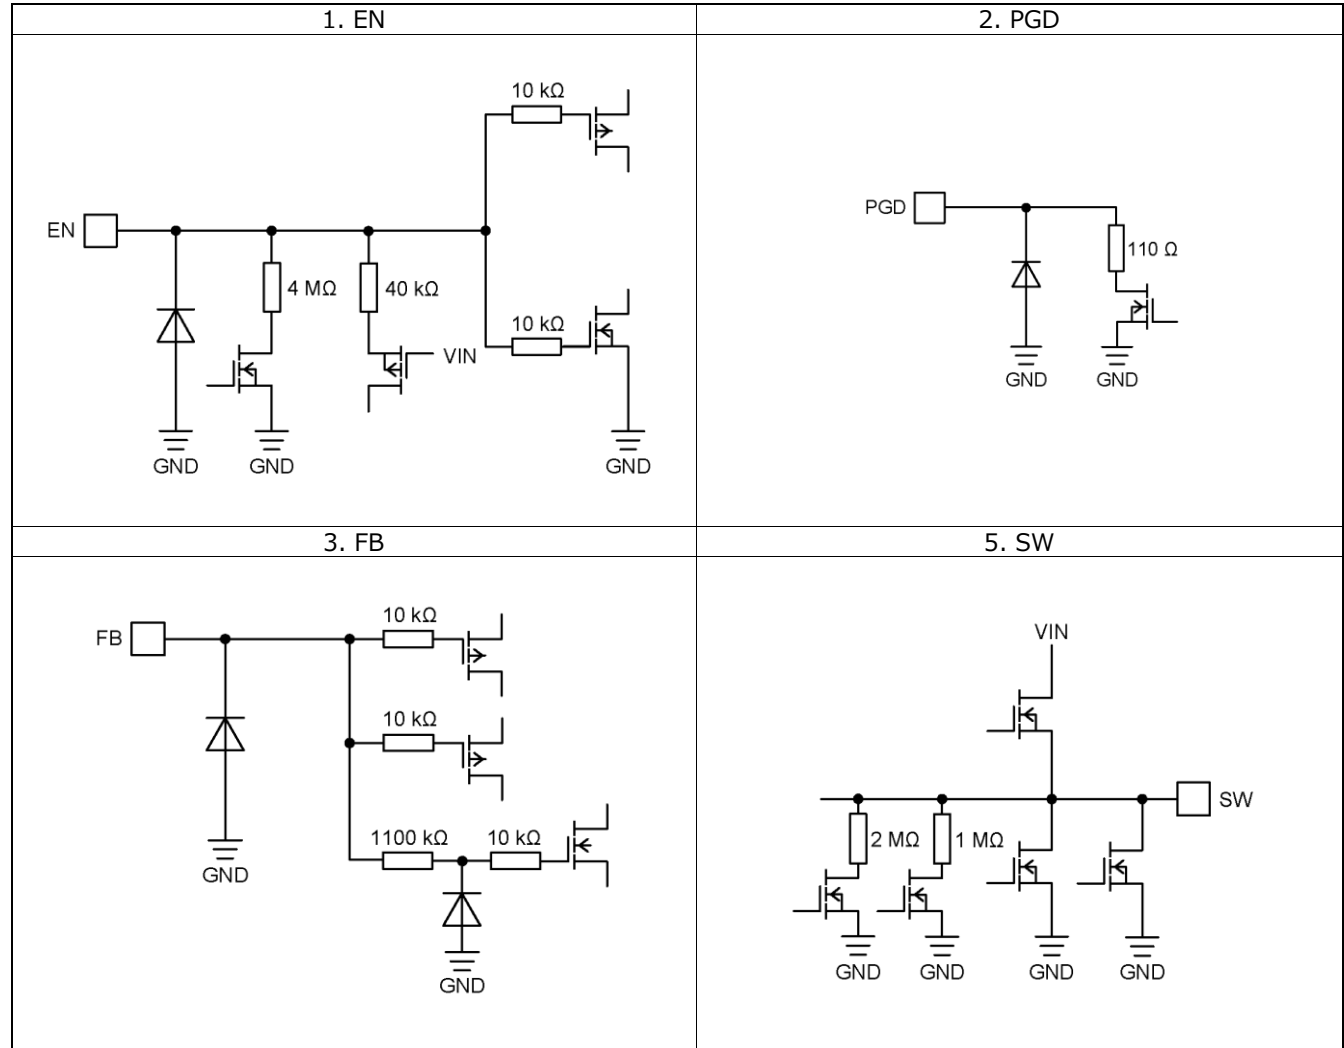 1. EN
2. PGD
10 kΩ
EN
4 MΩ
40 kΩ
10 kΩ
VIN
GND
GND
GND
PGD
110 Ω
GND
GND
3. FB
5. SW
FB
10 kΩ
10 kΩ
1100 kΩ
10 kΩ
GND
GND
VIN
SW
2 MΩ
1 MΩ
GND
GND
GND
GND